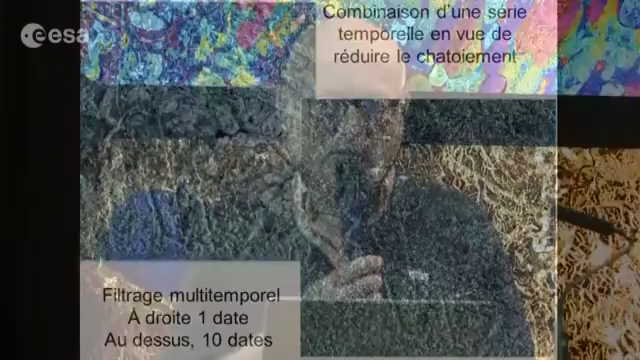 esa
Combinaison d'une série
temporelle en vue de
réduire le chatoiement
Filtrage multitemporel
À droite 1 date
Au dessus, 10 dates